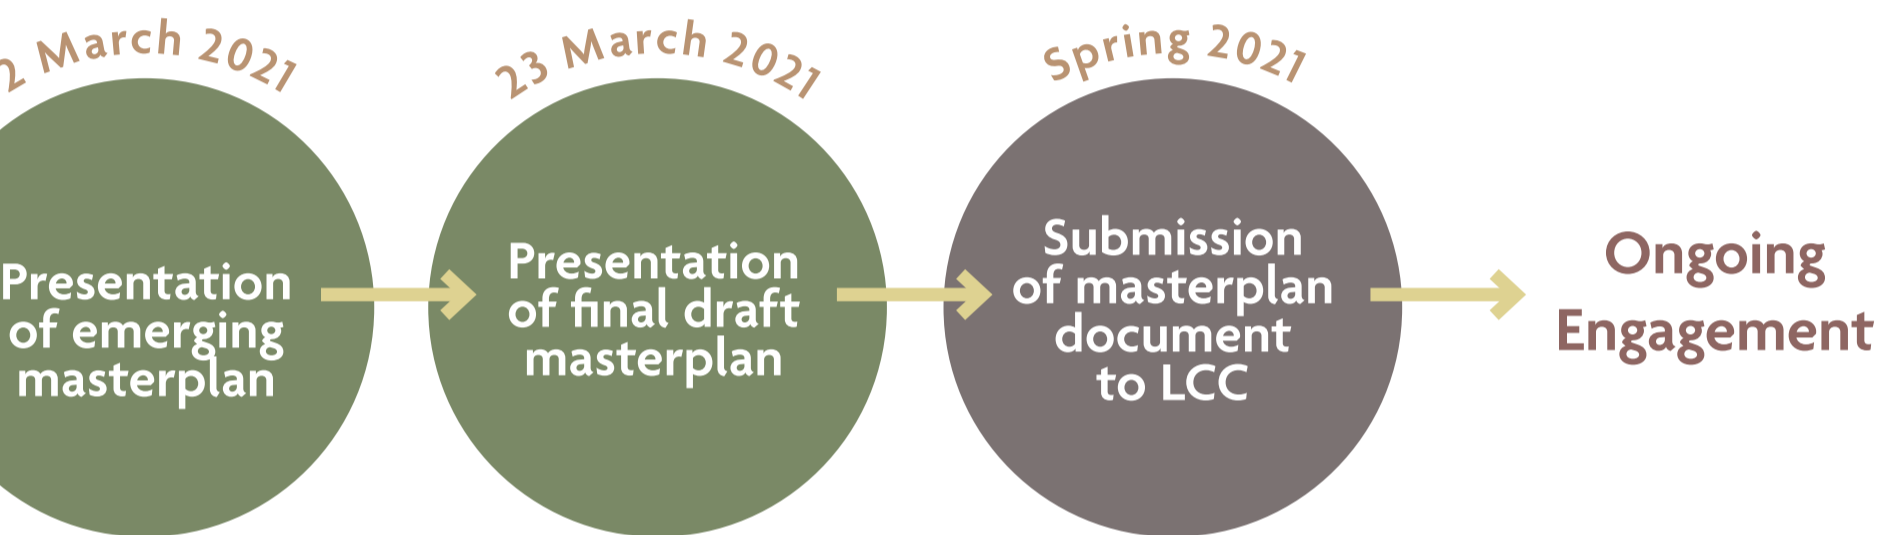 2 March 2021
Presentation
of emerging
masterplan
23 March 2021
Presentation
of final draft
masterplan
Spring 2021
Submission
of masterplan
document
to LCC
Ongoing
Engagement